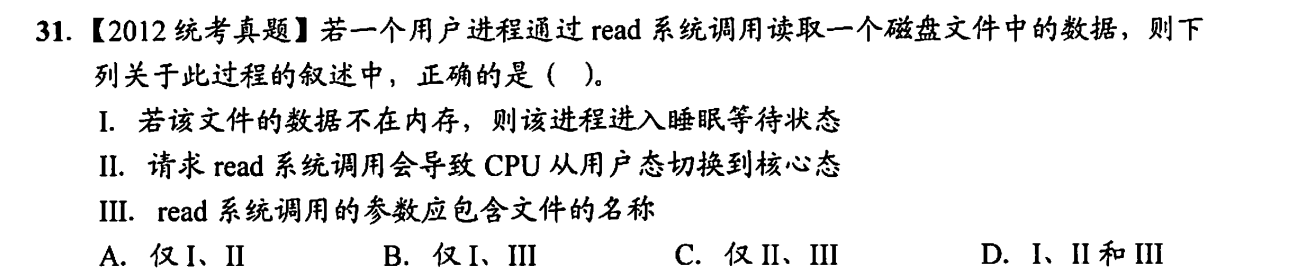 31.【2012 统考真题】若一个用户进程通过 read 系统调用读取一个磁盘文件中的数据，则下
列关于此过程的叙述中，正确的是（ ）。
I. 若该文件的数据不在内存，则该进程进入睡眠等待状态
II. 请求 read 系统调用会导致 CPU 从用户态切换到核心态
III. read 系统调用的参数应包含文件的名称
A. 仅 I、II B. 仅 I、III C. 仅 II、III D. I、II 和 III